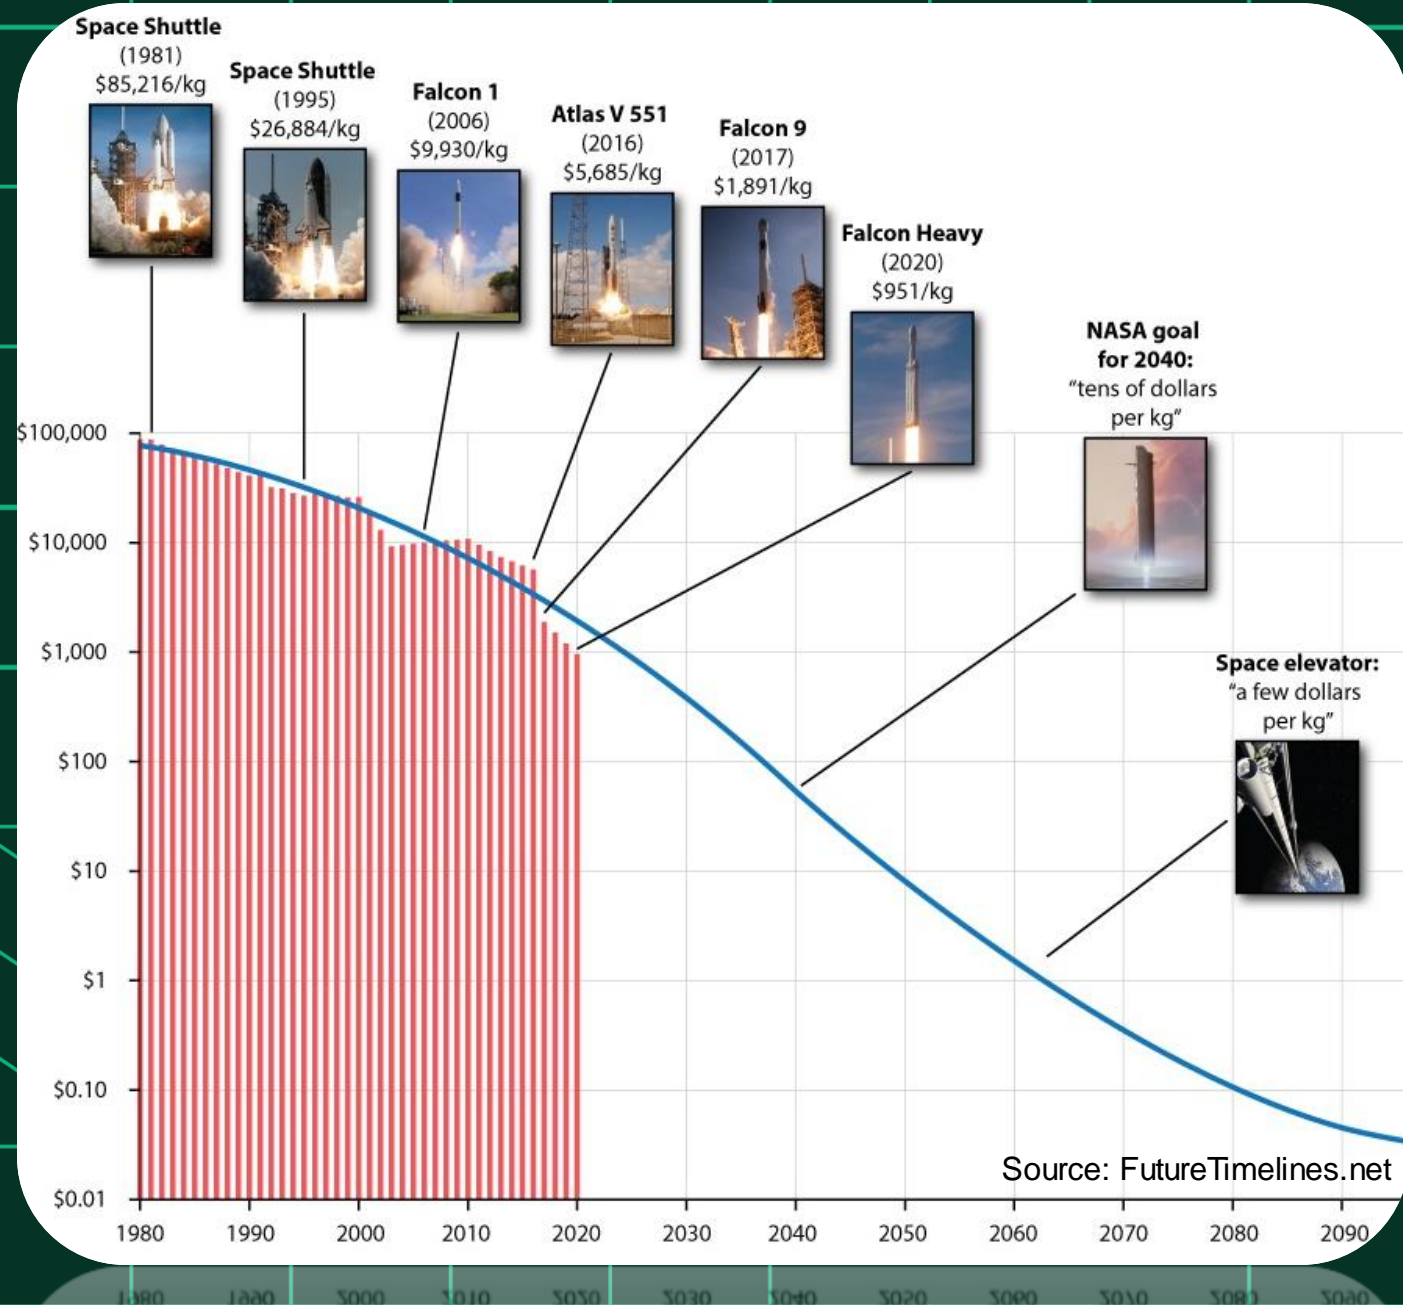 Space Shuttle
(1981)
$85,216/kg
Space Shuttle
(1995)
$26,884/kg
Falcon 1
(2006)
$9,930/kg
Atlas V 551
(2016)
$5,685/kg
Falcon 9
(2017)
$1,891/kg
Falcon Heavy
(2020)
$951/kg
NASA goal
for 2040:
“tens of dollars
per kg”
Space elevator:
“a few dollars
per kg”
$100,000
$10,000
$1,000
$100
$10
$1
$0.10
$0.01
Source: FutureTimelines.net
1980 1990 2000 2010 2020 2030 2040 2050 2060 2070 2080 2090